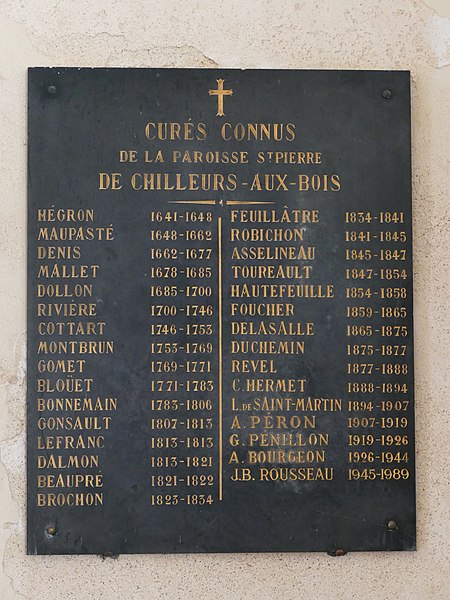 CURÉS CONNUS
DE LA PAROISSE ST PIERRE
DE CHILLEURS-AUX-BOIS
HÉGRON 1641-1648
MAUPASTÉ 1648-1662
DENIS 1662-1677
MALLET 1678-1685
DOLLON 1685-1700
RIVIÈRE 1700-1746
COTTART 1746-1753
MONTBRUN 1753-1769
GOMET 1769-1771
BLOÜET 1771-1783
BONNEMAIN 1783-1806
GONSAULT 1807-1813
LEFRANC 1813-1813
DALMON 1813-1821
BEAUPRÉ 1821-1822
BROCHON 1823-1834
FEUILLÂTRE 1834-1841
ROBICHON 1841-1845
ASSELINEAU 1845-1847
TOUREAULT 1847-1854
HAUTEFEUILLE 1854-1858
FOUCHER 1859-1865
DELASALLE 1865-1875
DUCHEMIN 1875-1877
REVEL 1877-1888
C. HERMET 1888-1894
L. DE SAINT-MARTIN 1894-1907
A. PÉRON 1907-1919
G. PÉNILLON 1919-1926
A. BOURGEON 1926-1944
J.B. ROUSSEAU 1945-1989